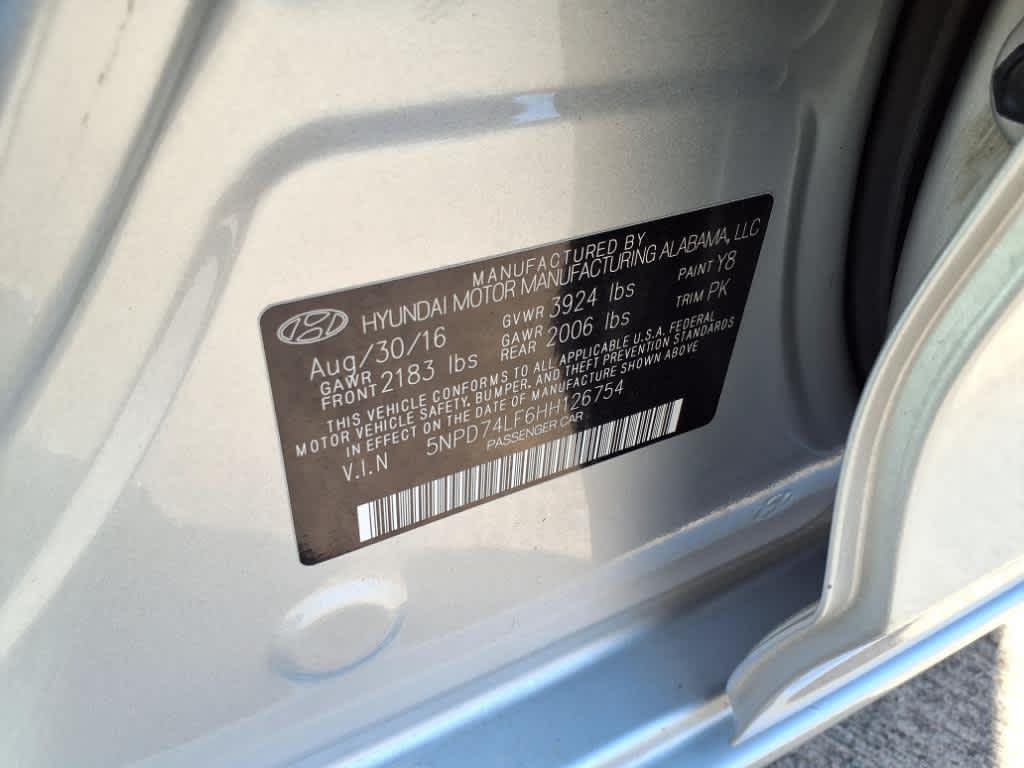 MANUFACTURED BY
HYUNDAI MOTOR MANUFACTURING ALABAMA, LLC
Aug/30/16 GVWR 3924 lbs PAINT Y8
GAWR FRONT 2183 lbs GAWR REAR 2006 lbs TRIM PK
THIS VEHICLE CONFORMS TO ALL APPLICABLE U.S.A. FEDERAL
MOTOR VEHICLE SAFETY, BUMPER, AND THEFT PREVENTION STANDARDS
IN EFFECT ON THE DATE OF MANUFACTURE SHOWN ABOVE
V.I.N 5NPD74LF6HH126754
PASSENGER CAR